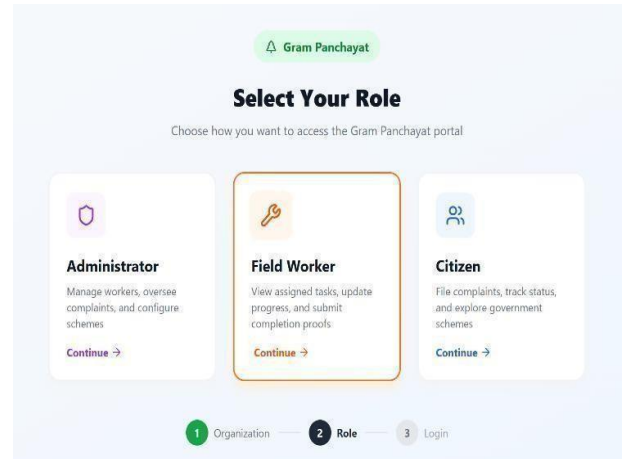 Gram Panchayat
Select Your Role
Choose how you want to access the Gram Panchayat portal
Administrator
Manage workers, oversee
complaints, and configure
schemes
Continue →
Field Worker
View assigned tasks, update
progress, and submit
completion proofs
Continue →
Citizen
File complaints, track status,
and explore government
schemes
Continue →
1 Organization 2 Role 3 Login